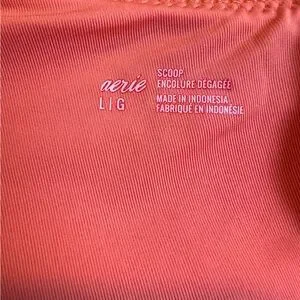 aerie
L | G
SCOOP
ENCOLURE DÉGAGÉE
MADE IN INDONESIA
FABRIQUÉ EN INDONÉSIE